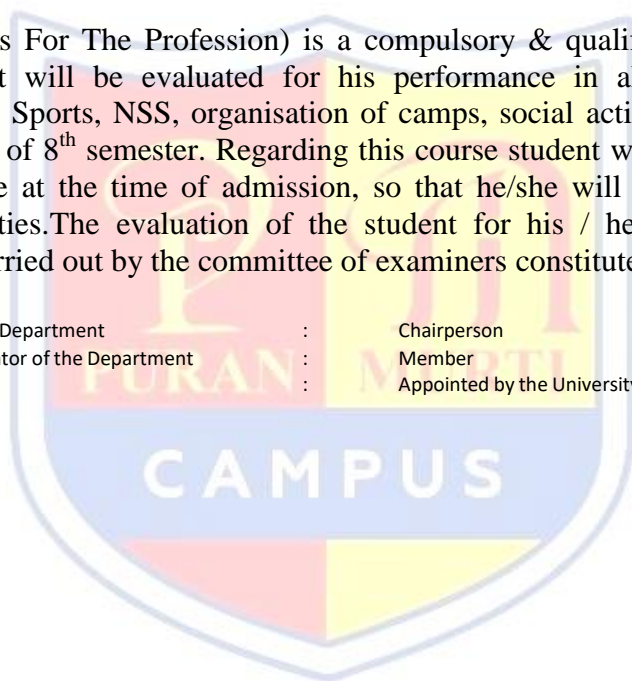 s For The Profession) is a compulsory & qualif
t will be evaluated for his performance in al
Sports, NSS, organisation of camps, social acti
of 8th semester. Regarding this course student w
e at the time of admission, so that he/she will
ties.The evaluation of the student for his / he
rried out by the committee of examiners constitute
Department : Chairperson
tor of the Department : Member
: Appointed by the University
PURAN MURTI
CAMPUS